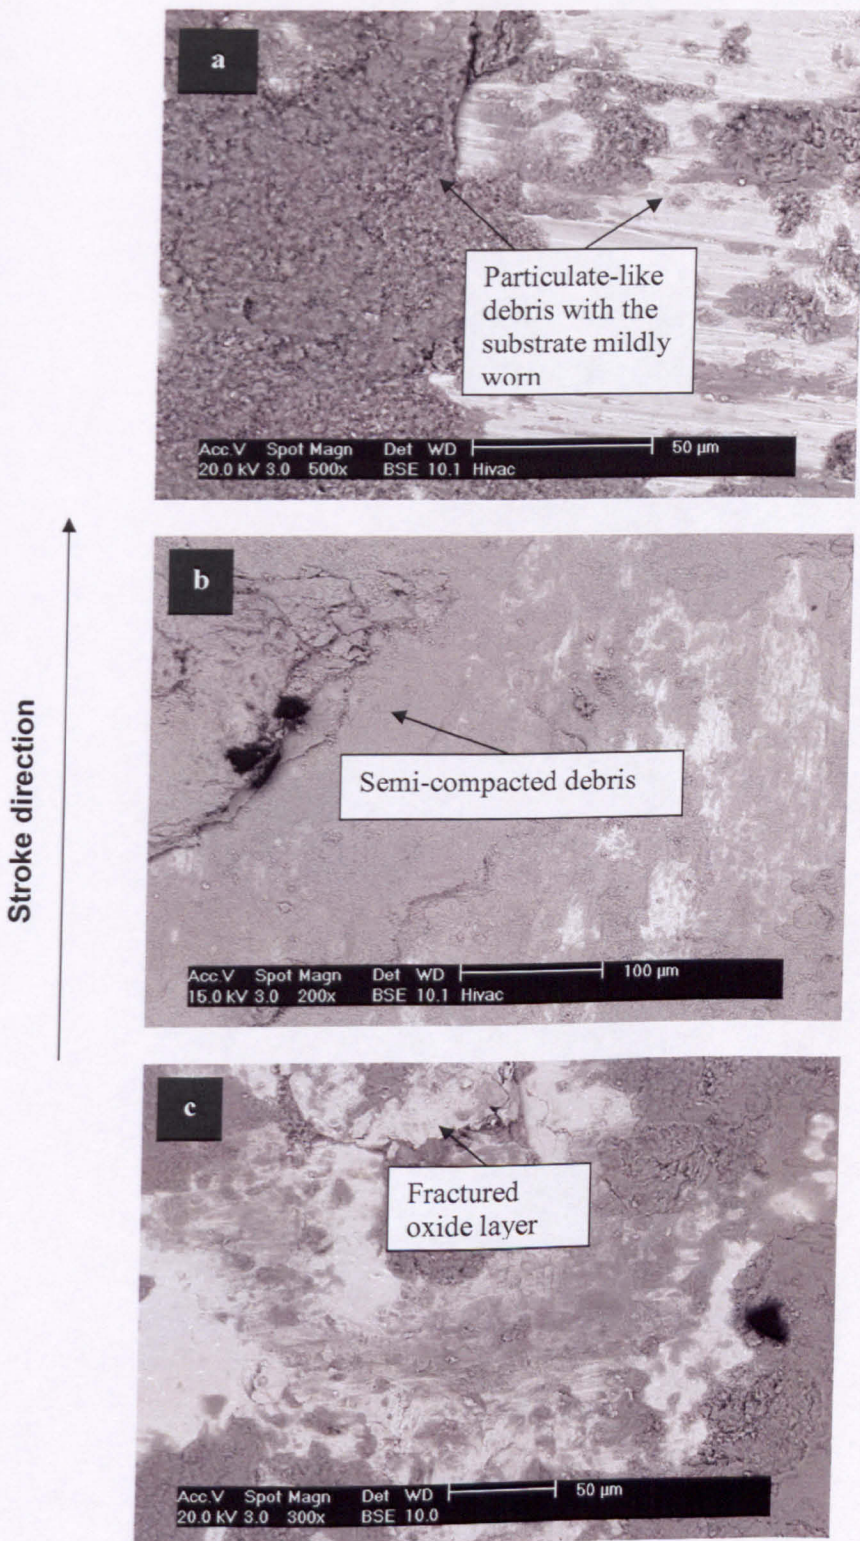 a
Particulate-like
debris with the
substrate mildly
worn
Acc.V Spot Magn Det WD 50 µm
20.0 kV 3.0 500x BSE 10.1 Hivac
Stroke direction
b
Semi-compacted debris
Acc.V Spot Magn Det WD 100 µm
15.0 kV 3.0 200x BSE 10.1 Hivac
c
Fractured
oxide layer
Acc.V Spot Magn Det WD 50 µm
20.0 kV 3.0 300x BSE 10.0